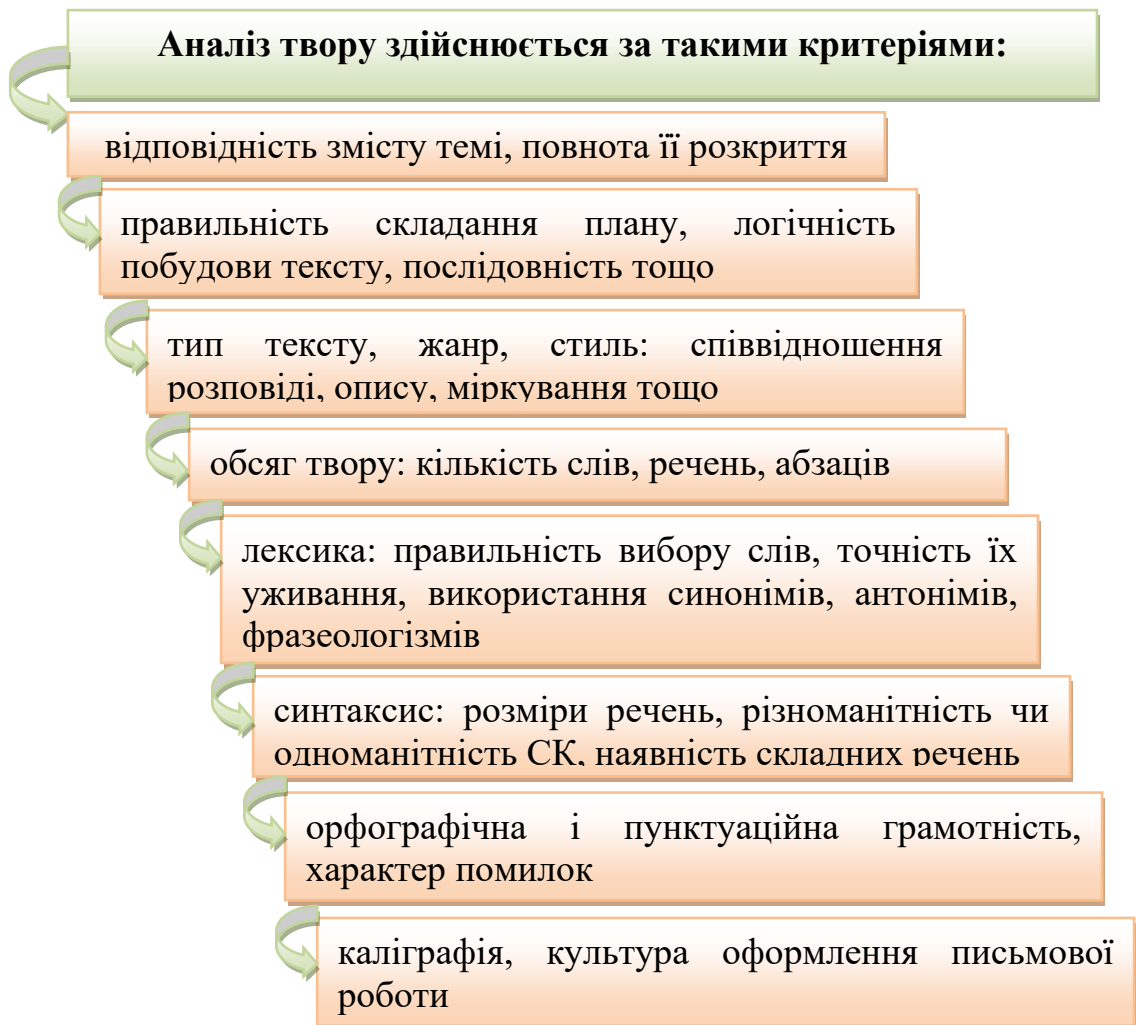 Аналіз твору здійснюється за такими критеріями:
відповідність змісту темі, повнота її розкриття
правильність складання плану, логічність
побудови тексту, послідовність тощо
тип тексту, жанр, стиль: співвідношення
розповіді, опису, міркування тощо
обсяг твору: кількість слів, речень, абзаців
лексика: правильність вибору слів, точність їх
уживання, використання синонімів, антонімів,
фразеологізмів
синтаксис: розміри речень, різноманітність чи
одноманітність СК, наявність складних речень
орфографічна і пунктуаційна грамотність,
характер помилок
каліграфія, культура оформлення письмової
роботи